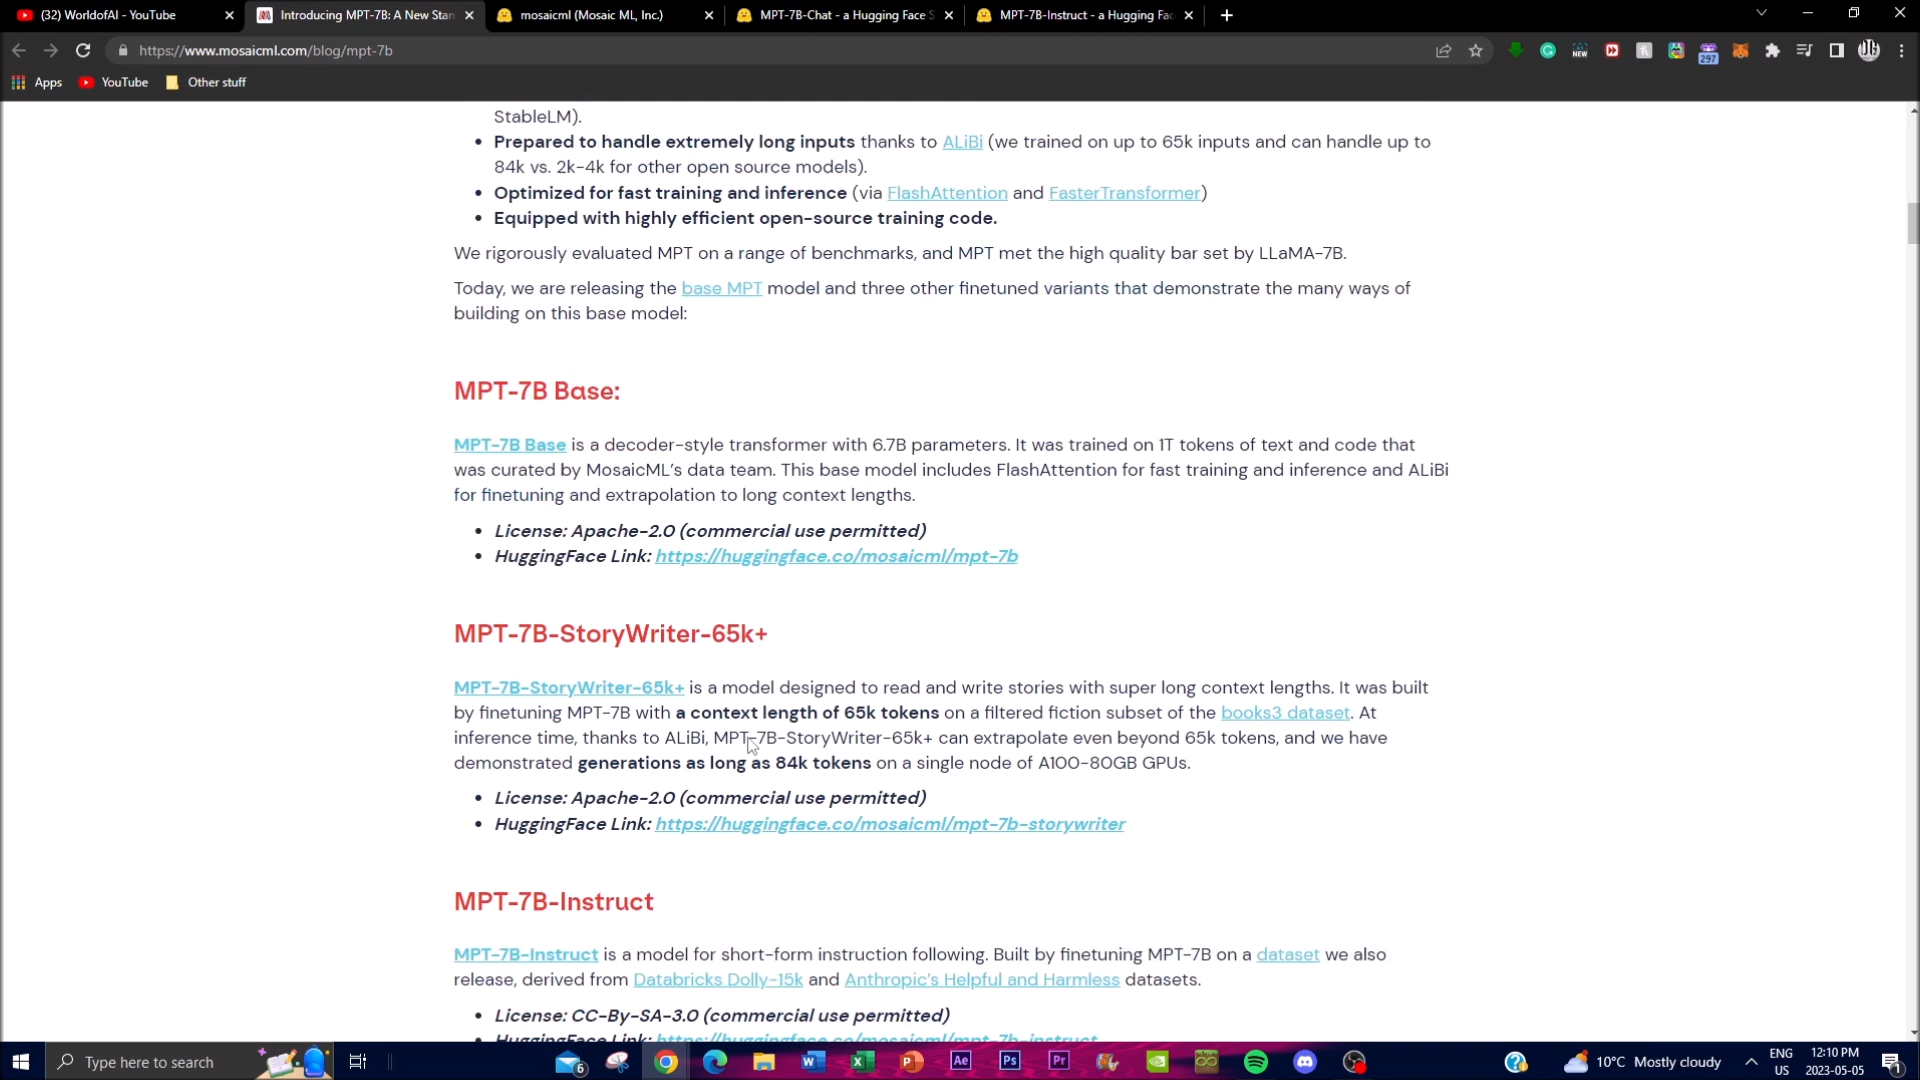 (32) WorldofAI - YouTube
Introducing MPT-7B: A New Stan
mosaicml (Mosaic ML, Inc.)
MPT-7B-Chat - a Hugging Face S
MPT-7B-Instruct - a Hugging Fac
https://www.mosaicml.com/blog/mpt-7b
NEW
297
Apps
YouTube
Other stuff
StableLM).
• Prepared to handle extremely long inputs thanks to ALiBi (we trained on up to 65k inputs and can handle up to
84k vs. 2k-4k for other open source models).
• Optimized for fast training and inference (via FlashAttention and FasterTransformer)
• Equipped with highly efficient open-source training code.
We rigorously evaluated MPT on a range of benchmarks, and MPT met the high quality bar set by LLaMA-7B.
Today, we are releasing the base MPT model and three other finetuned variants that demonstrate the many ways of
building on this base model:
MPT-7B Base:
MPT-7B Base is a decoder-style transformer with 6.7B parameters. It was trained on 1T tokens of text and code that
was curated by MosaicML's data team. This base model includes FlashAttention for fast training and inference and ALiBi
for finetuning and extrapolation to long context lengths.
• License: Apache-2.0 (commercial use permitted)
• HuggingFace Link: https://huggingface.co/mosaicml/mpt-7b
MPT-7B-StoryWriter-65k+
MPT-7B-StoryWriter-65k+ is a model designed to read and write stories with super long context lengths. It was built
by finetuning MPT-7B with a context length of 65k tokens on a filtered fiction subset of the books3 dataset. At
inference time, thanks to ALiBi, MPT-7B-StoryWriter-65k+ can extrapolate even beyond 65k tokens, and we have
demonstrated generations as long as 84k tokens on a single node of A100-80GB GPUs.
• License: Apache-2.0 (commercial use permitted)
• HuggingFace Link: https://huggingface.co/mosaicml/mpt-7b-storywriter
MPT-7B-Instruct
MPT-7B-Instruct is a model for short-form instruction following. Built by finetuning MPT-7B on a dataset we also
release, derived from Databricks Dolly-15k and Anthropic's Helpful and Harmless datasets.
• License: CC-By-SA-3.0 (commercial use permitted)
HuggingFace Link: https://huggingface.co/mosaicml/mpt-7b-instruct
Type here to search
6
Ae
Ps
Pr
10°C Mostly cloudy
ENG
US
12:10 PM
2023-05-05
1